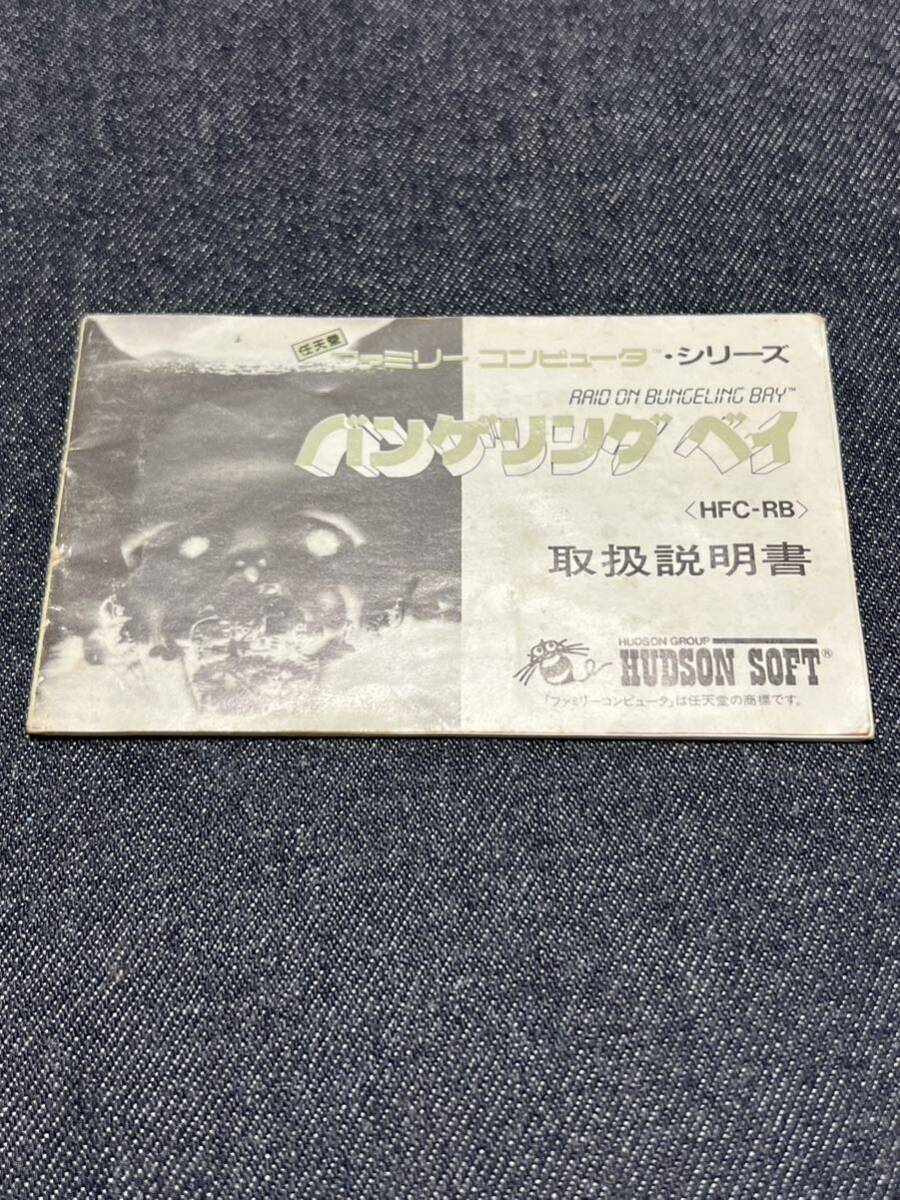 任天堂
ファミリー コンピュータ™・シリーズ
RAID ON BUNGELING BAY™
バンゲリング ベイ
〈HFC-RB〉
取扱説明書
HUDSON GROUP
HUDSON SOFT®
「ファミリーコンピュータ」は任天堂の商標です。